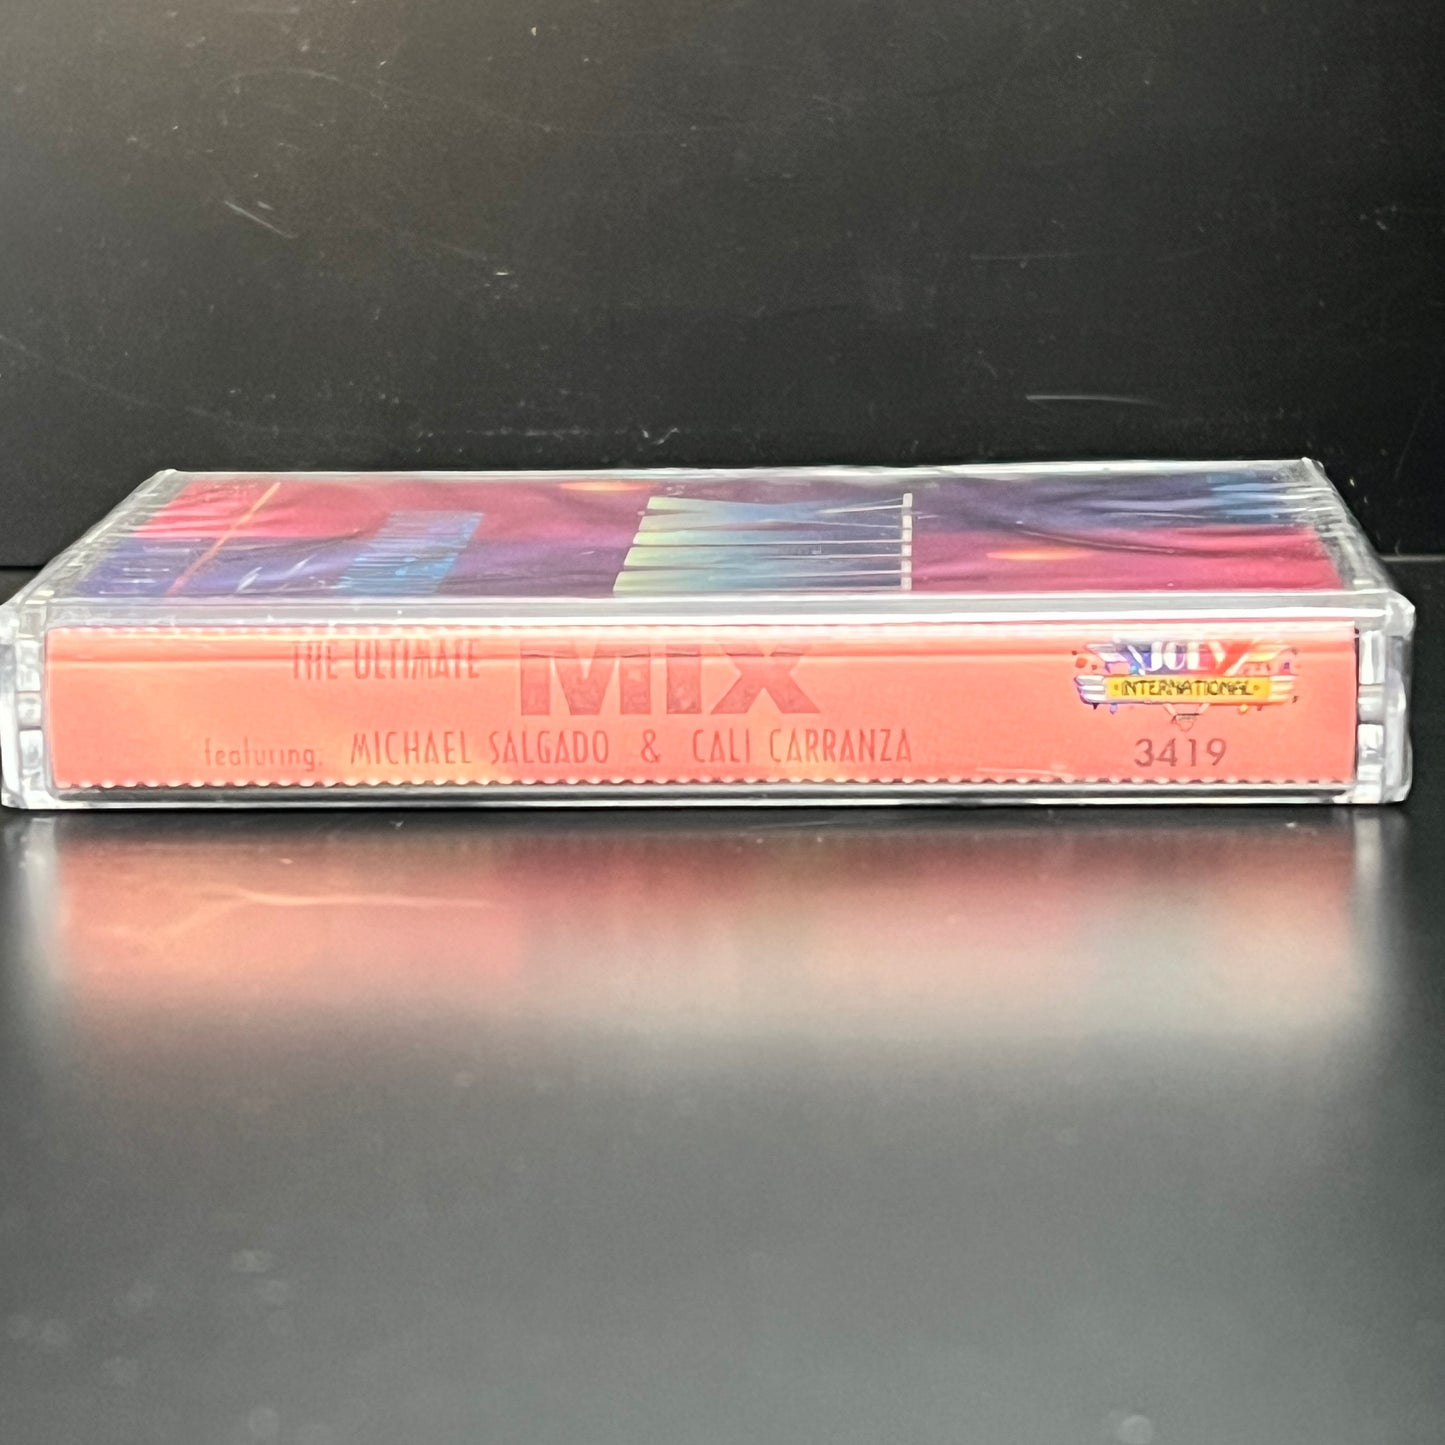 THE ULTIMATE MIX
featuring: MICHAEL SALGADO & CALI CARRANZA
JOEY
INTERNATIONAL
3419